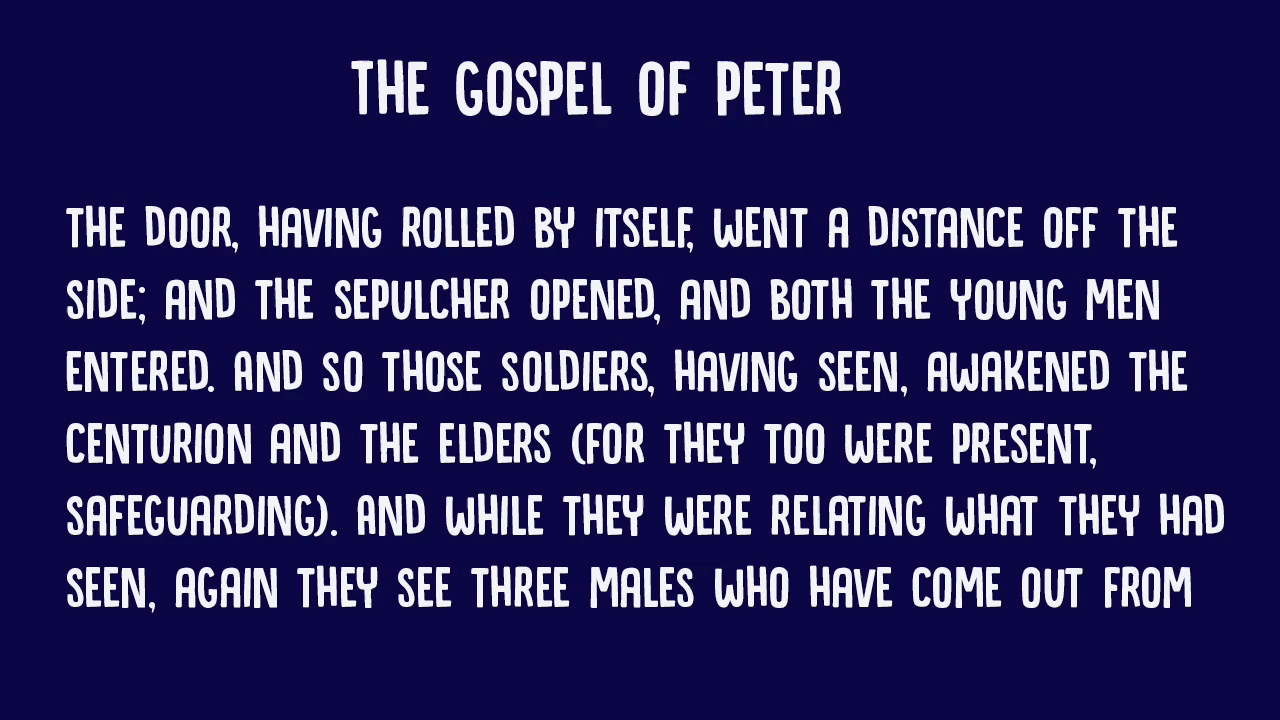 THE GOSPEL OF PETER
THE DOOR, HAVING ROLLED BY ITSELF, WENT A DISTANCE OFF THE
SIDE; AND THE SEPULCHER OPENED, AND BOTH THE YOUNG MEN
ENTERED. AND SO THOSE SOLDIERS, HAVING SEEN, AWAKENED THE
CENTURION AND THE ELDERS (FOR THEY TOO WERE PRESENT,
SAFEGUARDING). AND WHILE THEY WERE RELATING WHAT THEY HAD
SEEN, AGAIN THEY SEE THREE MALES WHO HAVE COME OUT FROM